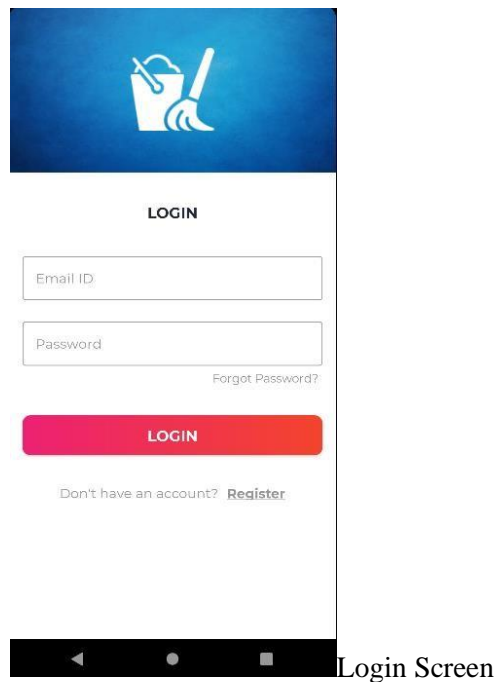 LOGIN
Email ID
Password
Forgot Password?
LOGIN
Don't have an account? Register
Login Screen